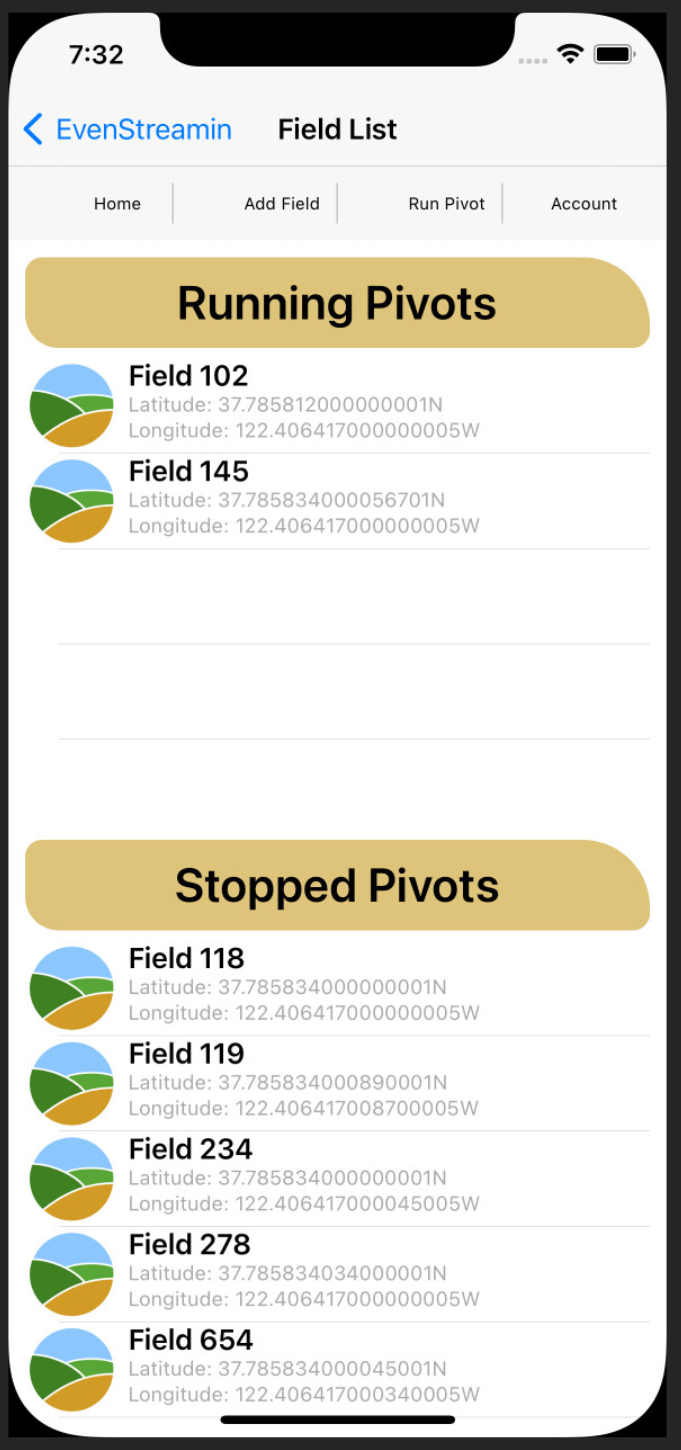 7:32
EvenStreamin Field List
Home Add Field Run Pivot Account
Running Pivots
Field 102
Latitude: 37.785812000000001N
Longitude: 122.406417000000005W
Field 145
Latitude: 37.785834000056701N
Longitude: 122.406417000000005W
Stopped Pivots
Field 118
Latitude: 37.785834000000001N
Longitude: 122.406417000000005W
Field 119
Latitude: 37.785834000890001N
Longitude: 122.406417008700005W
Field 234
Latitude: 37.785834000000001N
Longitude: 122.406417000045005W
Field 278
Latitude: 37.785834034000001N
Longitude: 122.406417000000005W
Field 654
Latitude: 37.785834000045001N
Longitude: 122.406417000340005W